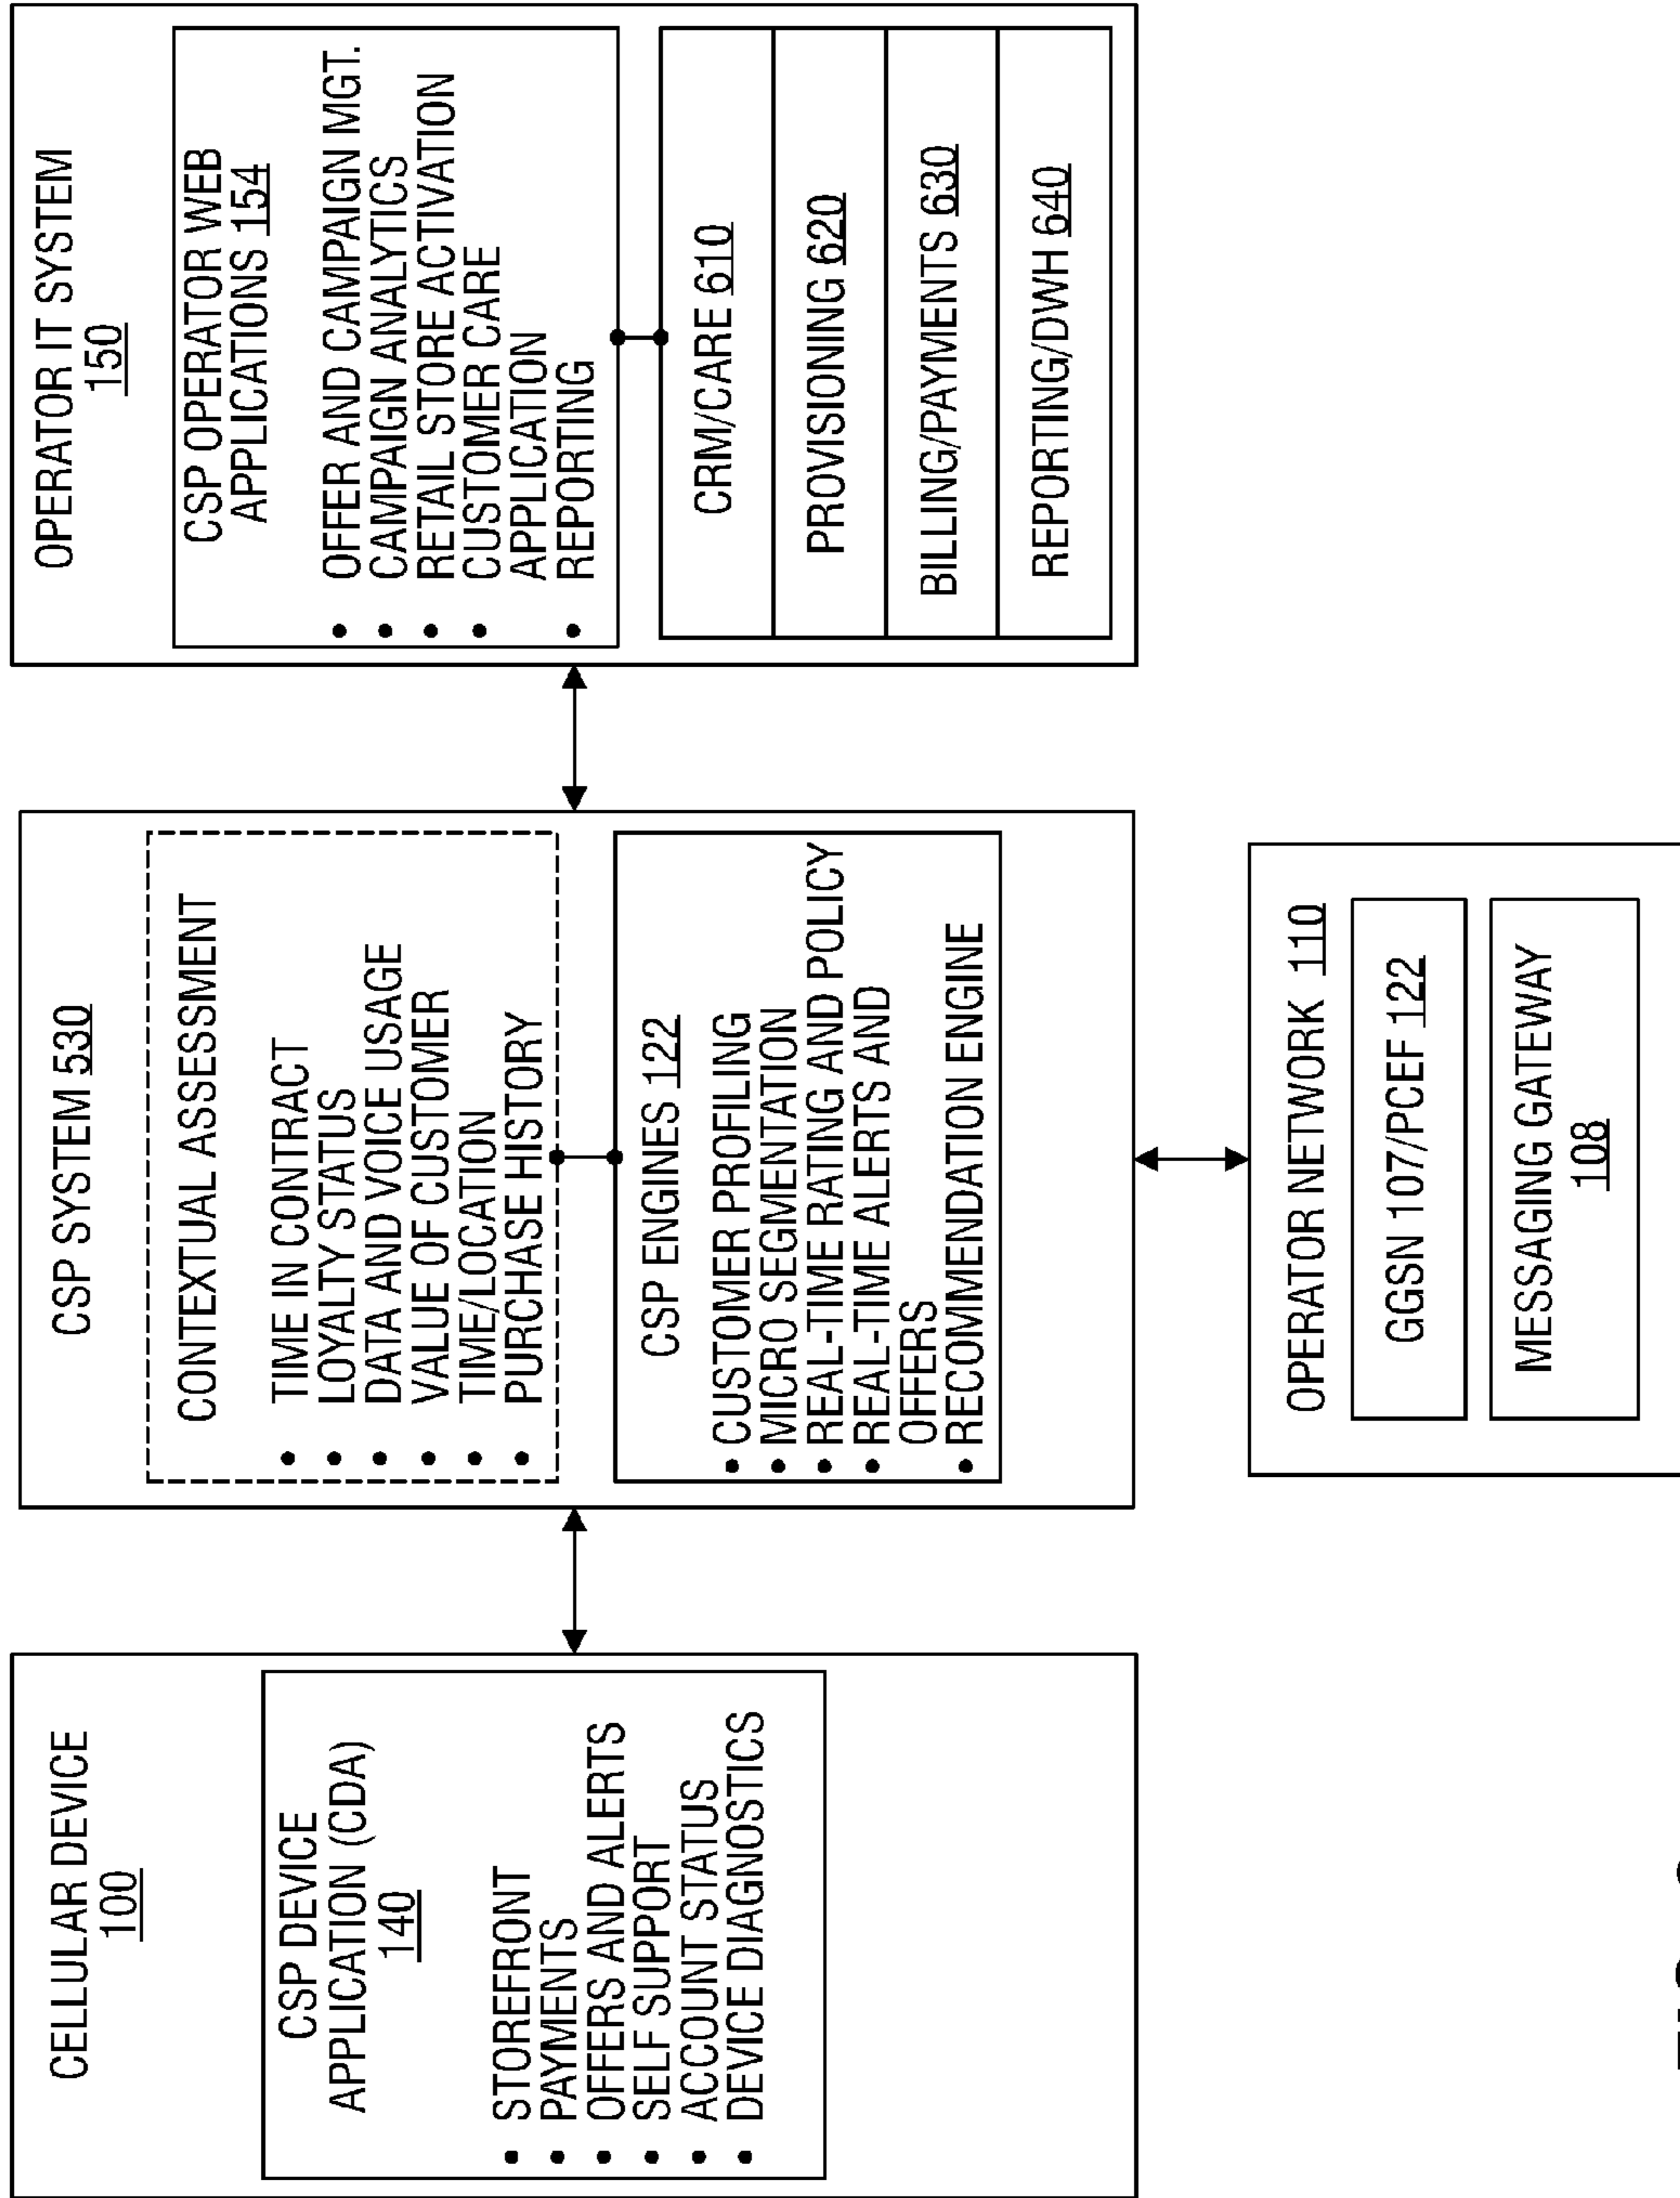 CELLULAR DEVICE
100
CSP DEVICE
APPLICATION (CDA)
140
• STOREFRONT
• PAYMENTS
• OFFERS AND ALERTS
• SELF SUPPORT
• ACCOUNT STATUS
• DEVICE DIAGNOSTICS
CSP SYSTEM 530
CONTEXTUAL ASSESSMENT
• TIME IN CONTRACT
• LOYALTY STATUS
• DATA AND VOICE USAGE
• VALUE OF CUSTOMER
• TIME/LOCATION
• PURCHASE HISTORY
CSP ENGINES 122
• CUSTOMER PROFILING
• MICRO SEGMENTATION
• REAL-TIME RATING AND POLICY
• REAL-TIME ALERTS AND
OFFERS
• RECOMMENDATION ENGINE
OPERATOR IT SYSTEM
150
CSP OPERATOR WEB
APPLICATIONS 154
• OFFER AND CAMPAIGN MGT.
• CAMPAIGN ANALYTICS
• RETAIL STORE ACTIVATION
• CUSTOMER CARE
APPLICATION
• REPORTING
CRM/CARE 610
PROVISIONING 620
BILLING/PAYMENTS 630
REPORTING/DWH 640
OPERATOR NETWORK 110
GGSN 107/PCEF 122
MESSAGING GATEWAY
108